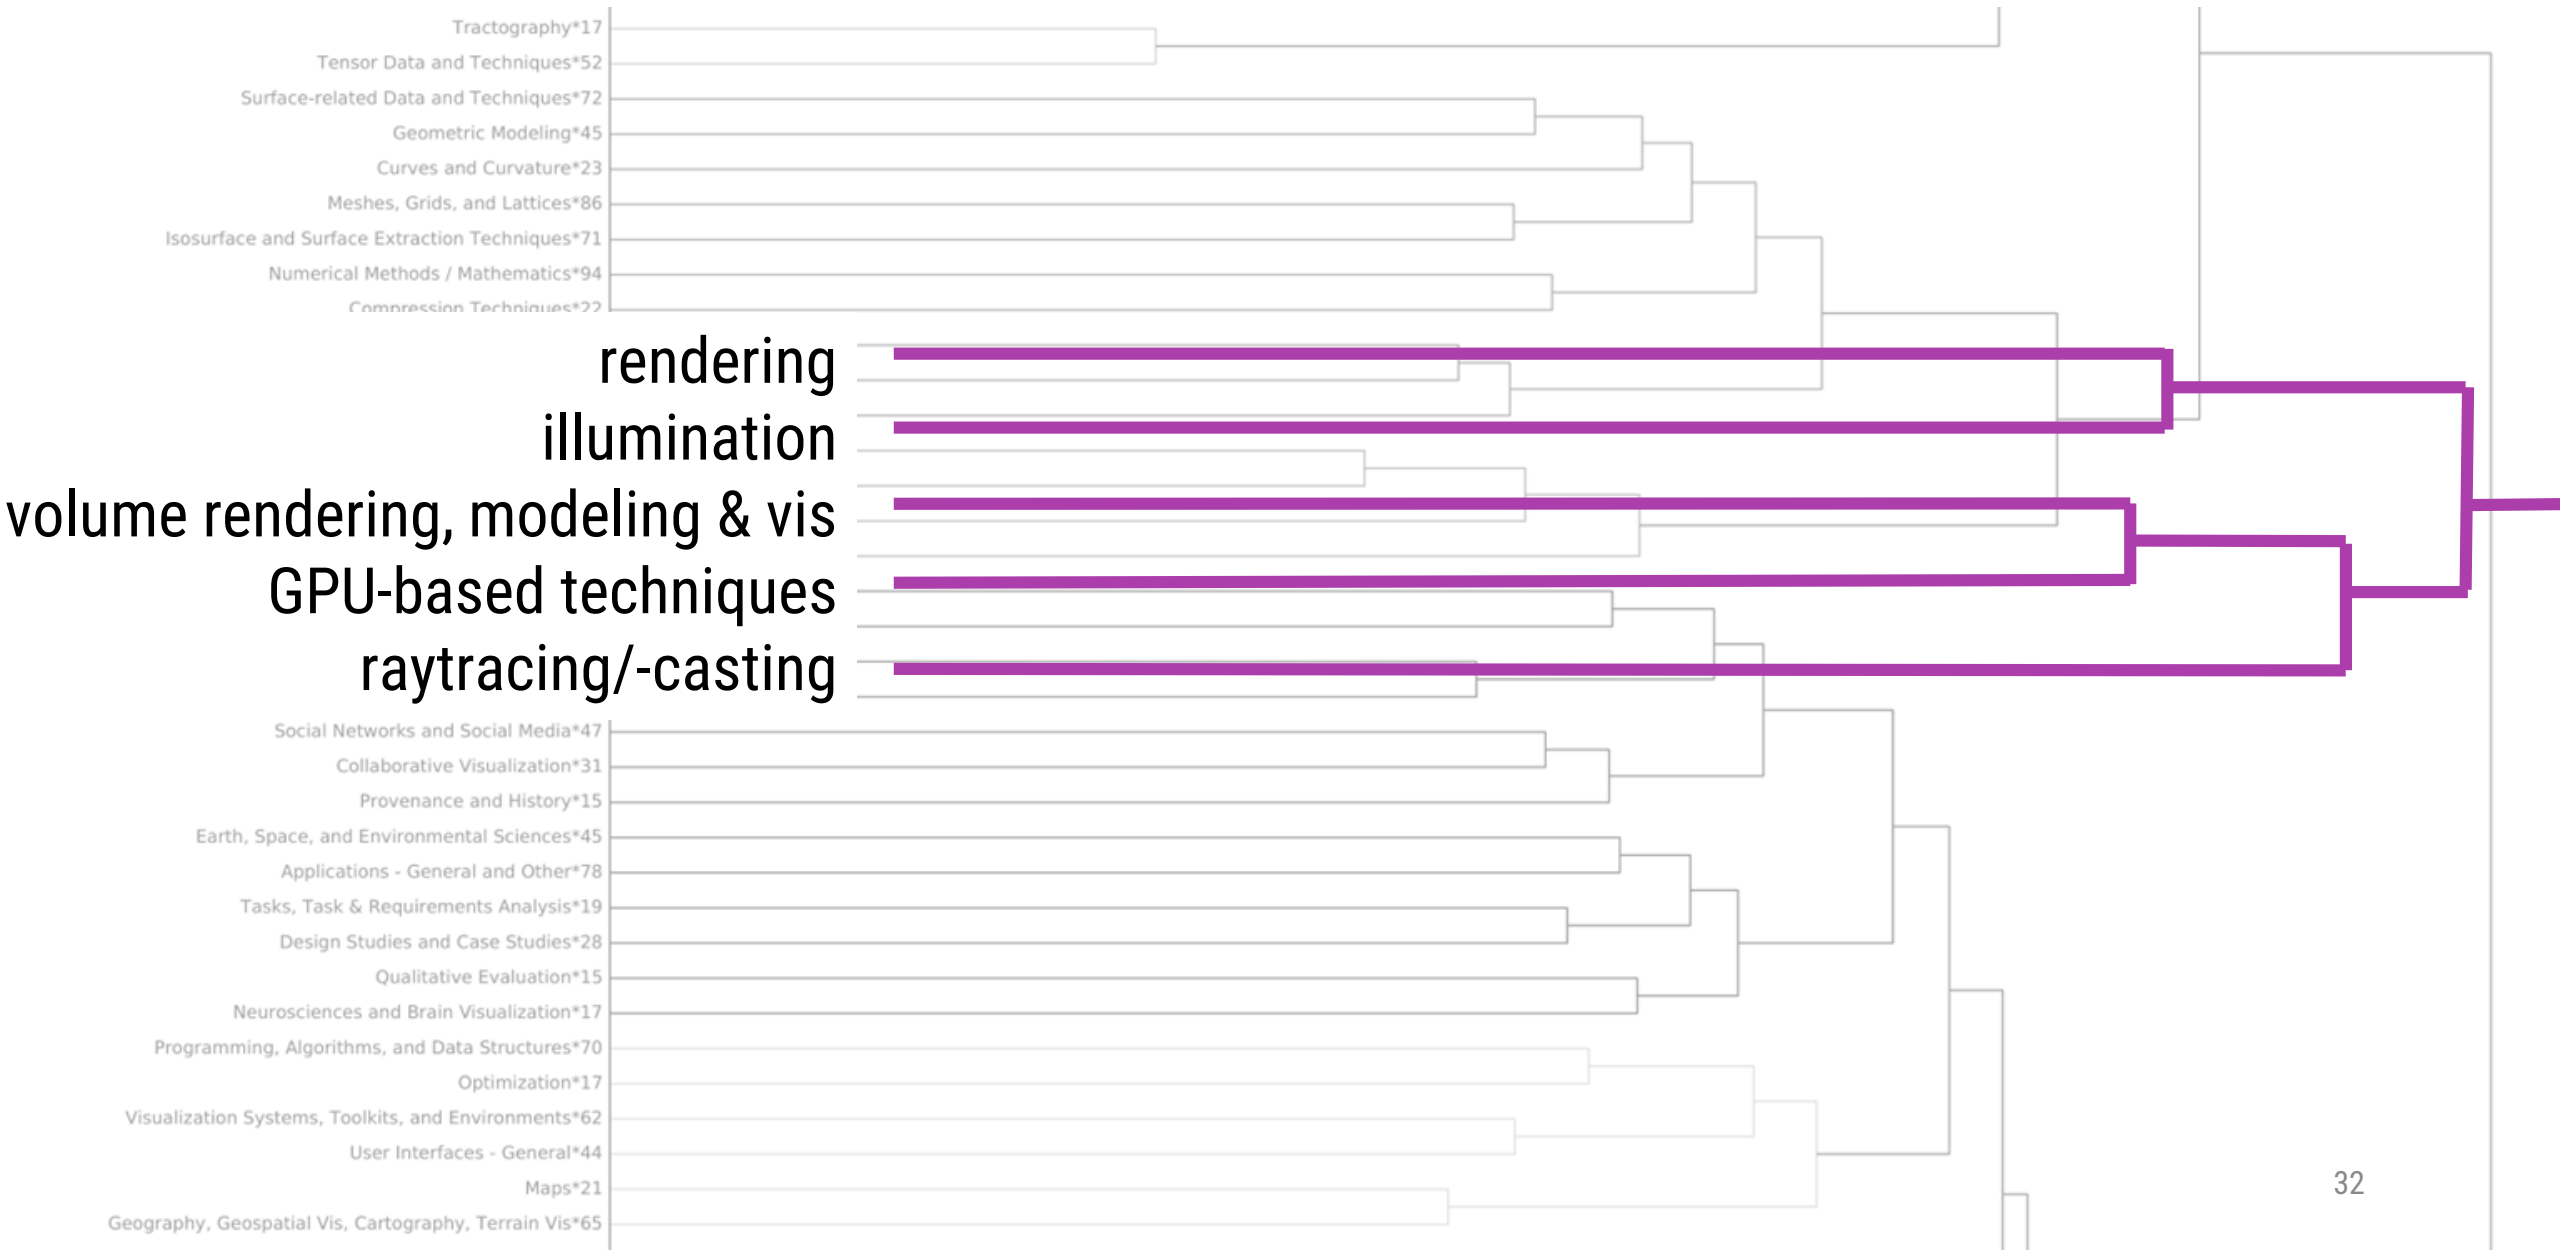 Tractography*17
Tensor Data and Techniques*52
Surface-related Data and Techniques*72
Geometric Modeling*45
Curves and Curvature*23
Meshes, Grids, and Lattices*86
Isosurface and Surface Extraction Techniques*71
Numerical Methods / Mathematics*94
Compression Techniques*22
rendering
illumination
volume rendering, modeling & vis
GPU-based techniques
raytracing/-casting
Social Networks and Social Media*47
Collaborative Visualization*31
Provenance and History*15
Earth, Space, and Environmental Sciences*45
Applications - General and Other*78
Tasks, Task & Requirements Analysis*19
Design Studies and Case Studies*28
Qualitative Evaluation*15
Neurosciences and Brain Visualization*17
Programming, Algorithms, and Data Structures*70
Optimization*17
Visualization Systems, Toolkits, and Environments*62
User Interfaces - General*44
Maps*21
Geography, Geospatial Vis, Cartography, Terrain Vis*65
32